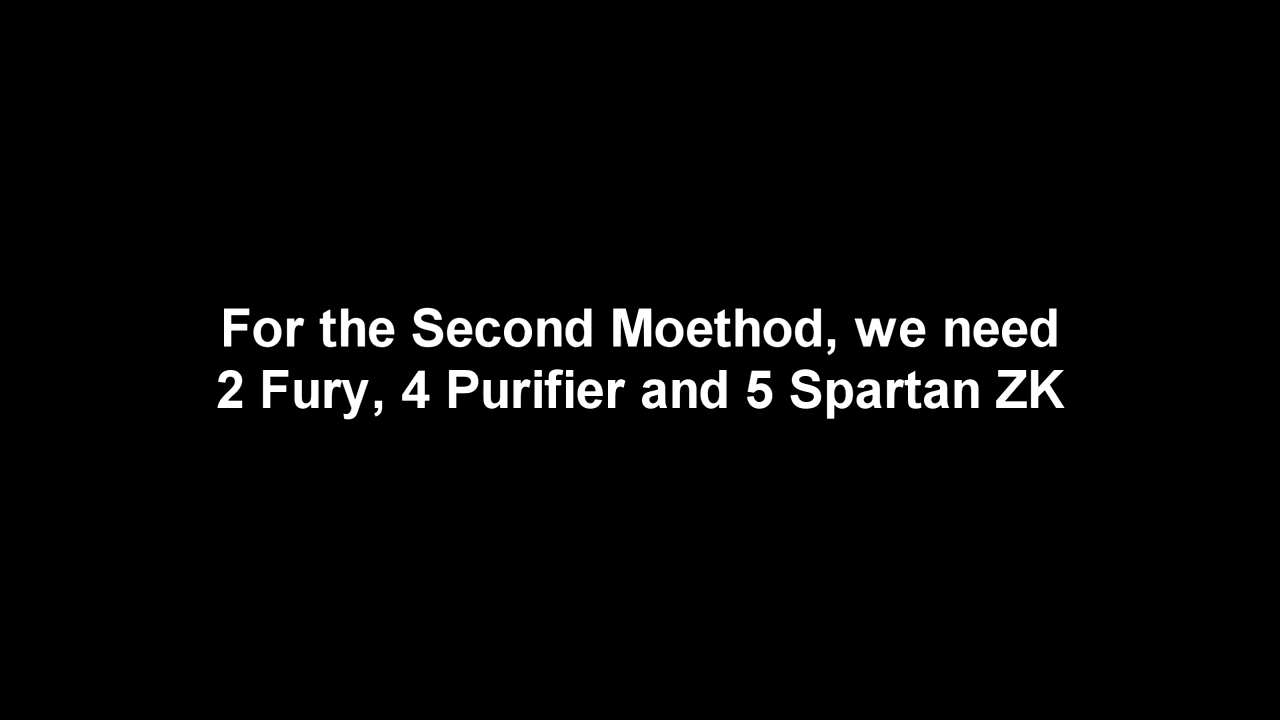 For the Second Moethod, we need
2 Fury, 4 Purifier and 5 Spartan ZK